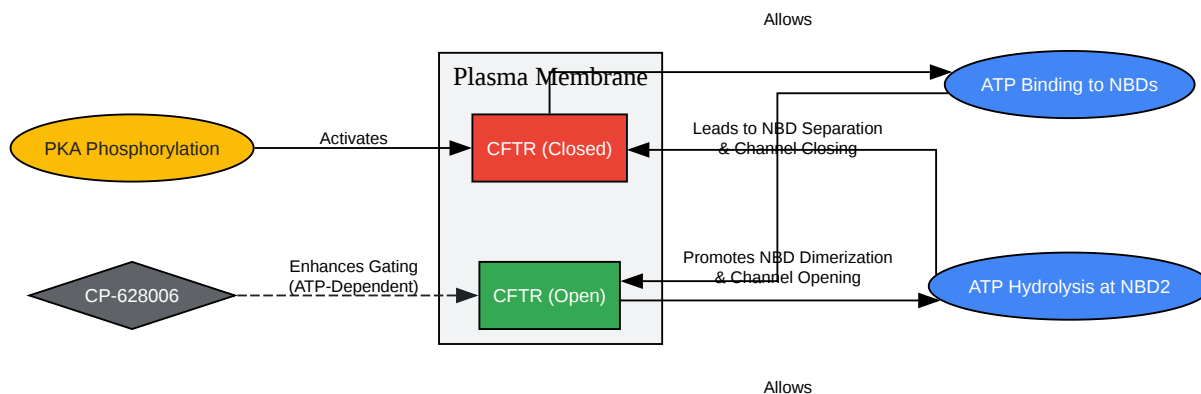 Allows
Plasma Membrane
ATP Binding to NBDs
PKA Phosphorylation
Activates
CFTR (Closed)
Leads to NBD Separation
& Channel Closing
CP-628006
Enhances Gating
(ATP-Dependent)
CFTR (Open)
Promotes NBD Dimerization
& Channel Opening
ATP Hydrolysis at NBD2
Allows